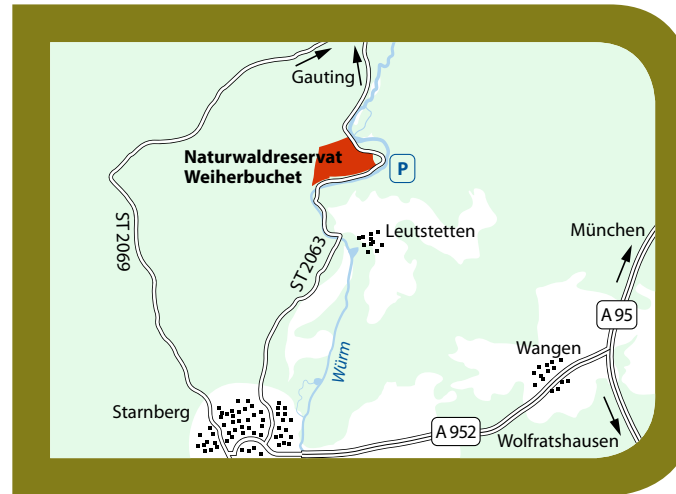 Gauting
Naturwaldreservat
Weiherbuchet
P
Leutstetten
München
ST 2069
ST 2063
A 95
Würm
Wangen
Starnberg
A 952
Wolfratshausen